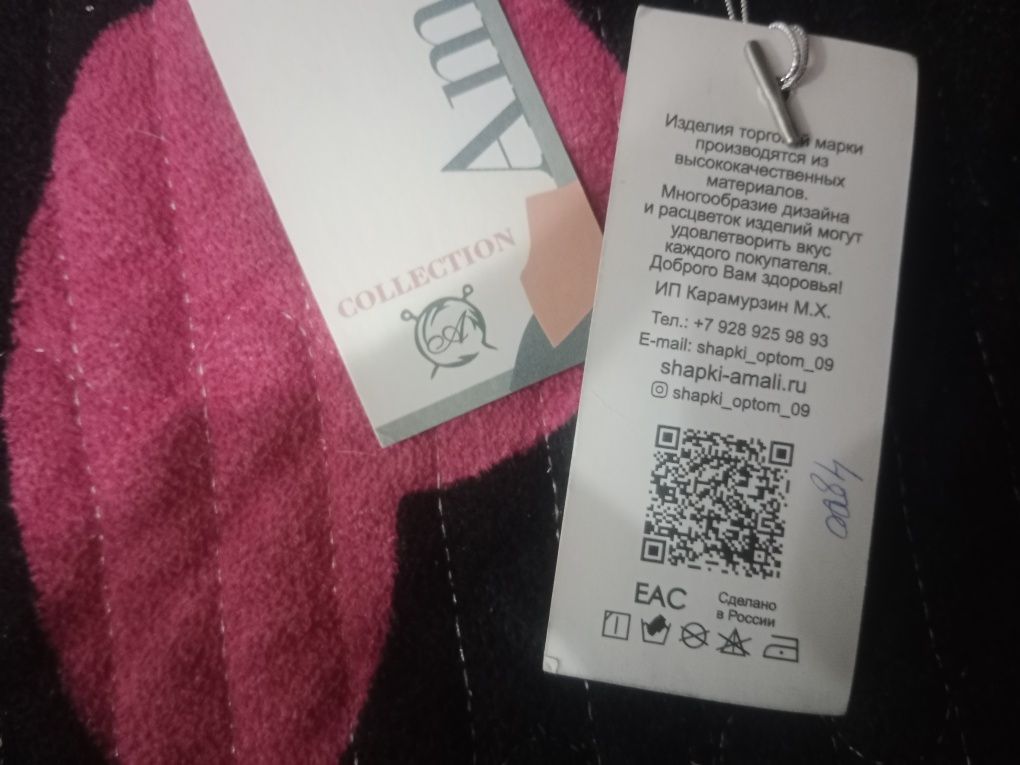 Am
COLLECTION
A
Изделия торговой марки
производятся из
высококачественных
материалов.
Многообразие дизайна
и расцветок изделий могут
удовлетворить вкус
каждого покупателя.
Доброго Вам здоровья!
ИП Карамурзин М.Х.
Тел.: +7 928 925 98 93
E-mail: shapki_optom_09
shapki-amali.ru
shapki_optom_09
EAC
Сделано
в России